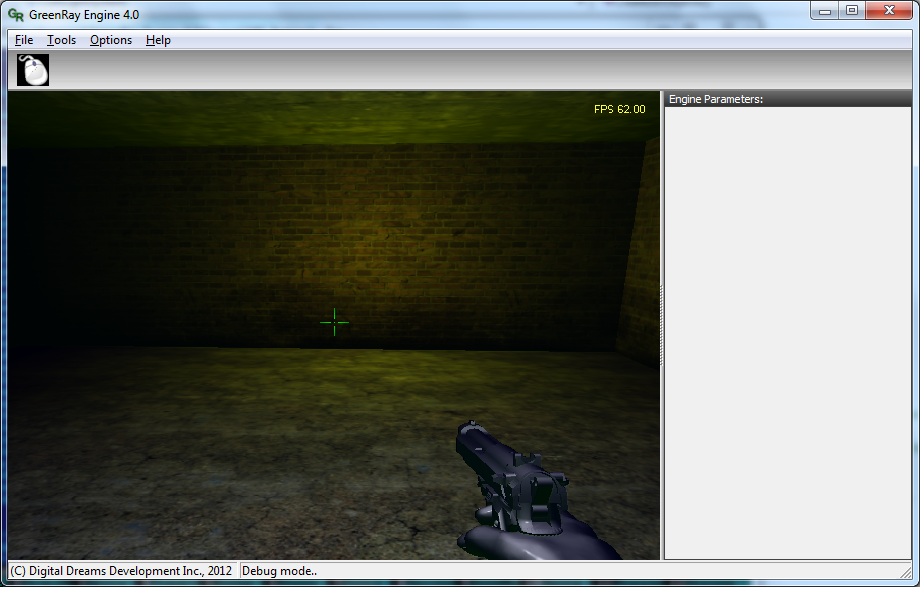 GR GreenRay Engine 4.0
File Tools Options Help
FPS 62.00
Engine Parameters:
(C) Digital Dreams Development Inc., 2012 Debug mode..